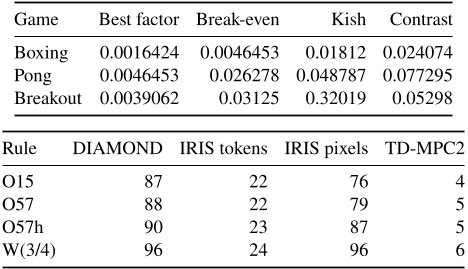 Game Best factor Break-even Kish Contrast
Boxing 0.0016424 0.0046453 0.01812 0.024074
Pong 0.0046453 0.026278 0.048787 0.077295
Breakout 0.0039062 0.03125 0.32019 0.05298
Rule DIAMOND IRIS tokens IRIS pixels TD-MPC2
O15 87 22 76 4
O57 88 22 79 5
O57h 90 23 87 5
W(3/4) 96 24 96 6